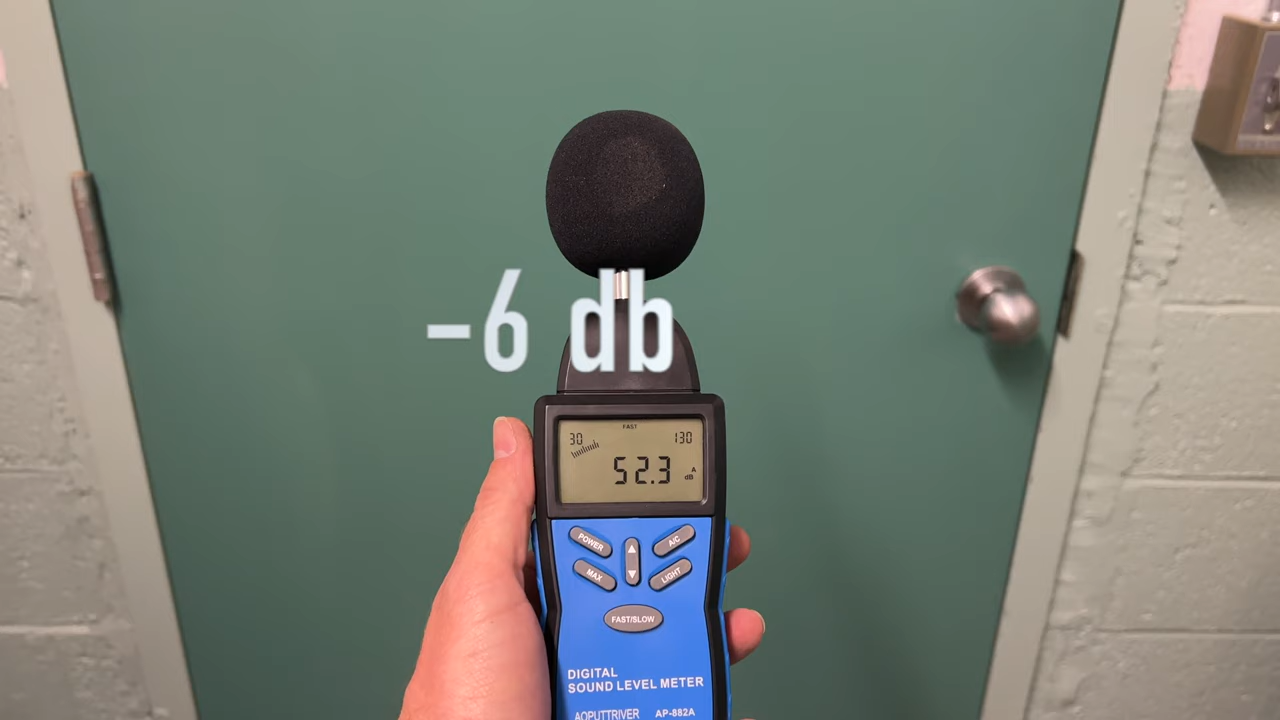 -6 db
FAST
30 130
52.3 A dB
POWER A/C
MAX LIGHT
FAST/SLOW
DIGITAL
SOUND LEVEL METER
AOPUTTRIVER AP-882A